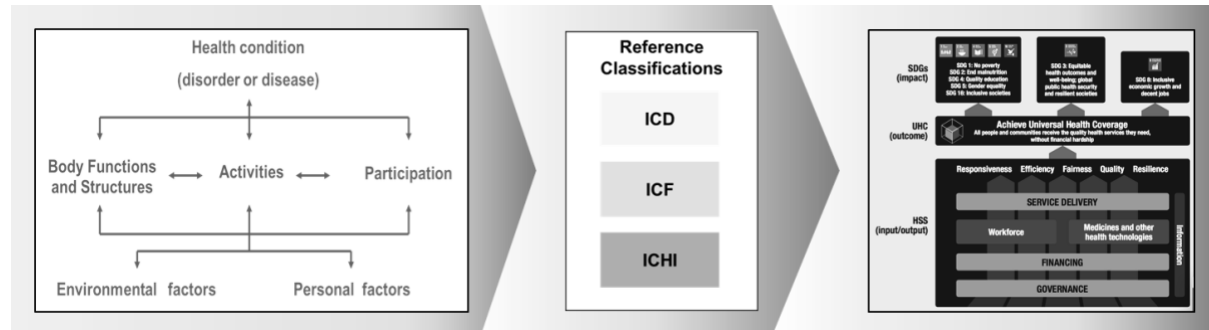 Health condition
(disorder or disease)
Body Functions
and Structures
Activities
Participation
Environmental factors
Personal factors
Reference
Classifications
ICD
ICF
ICHI
SDGs
(impact)
SDG 1: No poverty
SDG 2: End malnutrition
SDG 4: Quality education
SDG 5: Gender equality
SDG 16: Inclusive societies
SDG 3: Equitable
health outcomes and
well-being; global
public health security
and resilient societies
SDG 8: Inclusive
economic growth and
decent jobs
UHC
(outcome)
Achieve Universal Health Coverage
All people and communities receive the quality health services they need,
without financial hardship
HSS
(input/output)
Responsiveness Efficiency Fairness Quality Resilience
SERVICE DELIVERY
Workforce
Medicines and other
health technologies
Information
FINANCING
GOVERNANCE